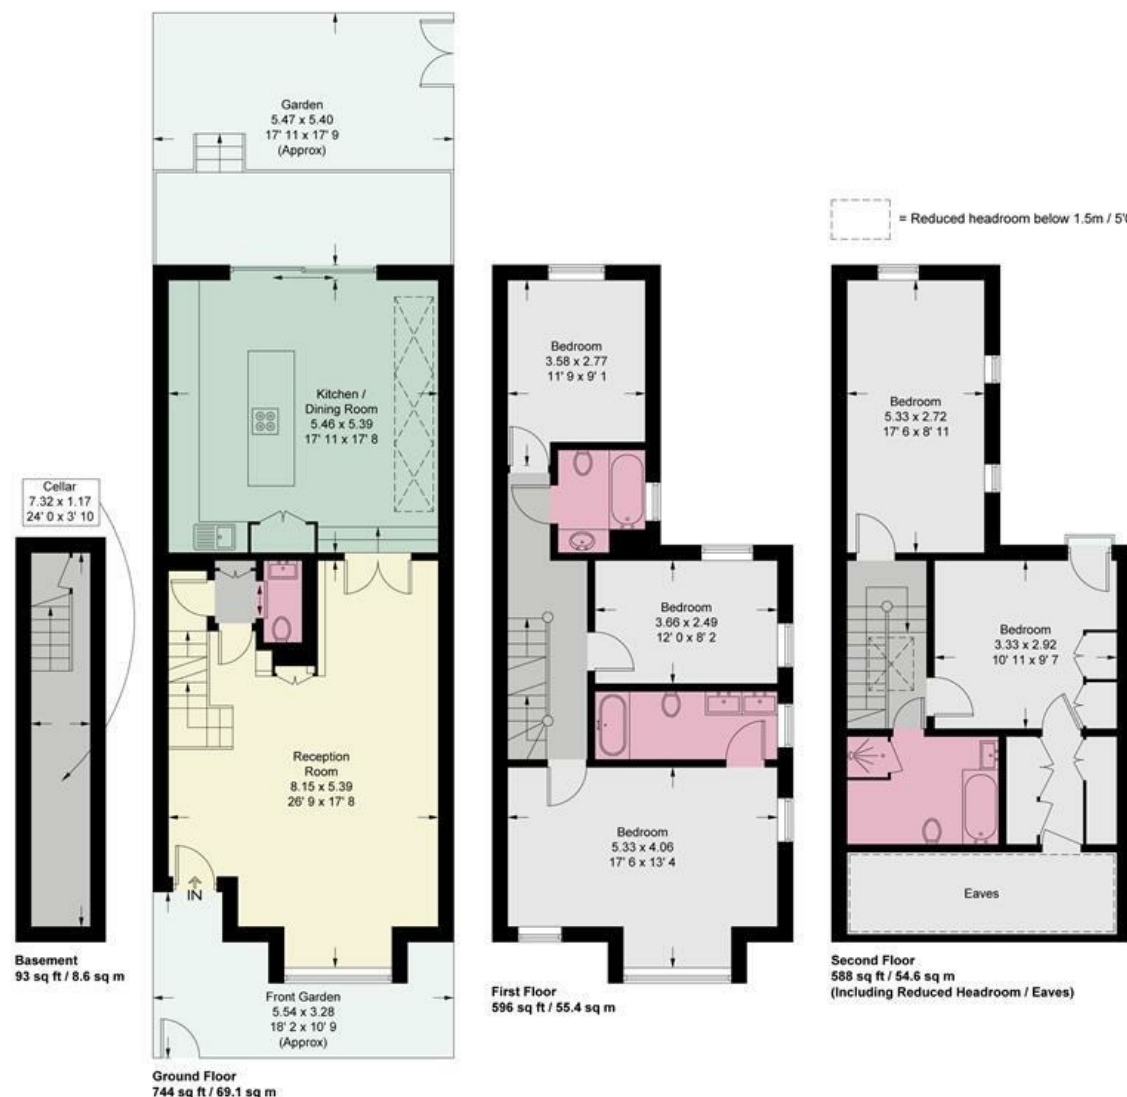 Garden
5.47 x 5.40
17' 11 x 17' 9
(Approx)
= Reduced headroom below 1.5m / 5'0
Kitchen /
Dining Room
5.46 x 5.39
17' 11 x 17' 8
Bedroom
3.58 x 2.77
11' 9 x 9' 1
Bedroom
5.33 x 2.72
17' 6 x 8' 11
Cellar
7.32 x 1.17
24' 0 x 3' 10
Bedroom
3.66 x 2.49
12' 0 x 8' 2
Bedroom
3.33 x 2.92
10' 11 x 9' 7
Reception
Room
8.15 x 5.39
26' 9 x 17' 8
Bedroom
5.33 x 4.06
17' 6 x 13' 4
IN
Eaves
Basement
93 sq ft / 8.6 sq m
Front Garden
5.54 x 3.28
18' 2 x 10' 9
(Approx)
First Floor
596 sq ft / 55.4 sq m
Second Floor
588 sq ft / 54.6 sq m
(Including Reduced Headroom / Eaves)
Ground Floor
744 sq ft / 69.1 sq m